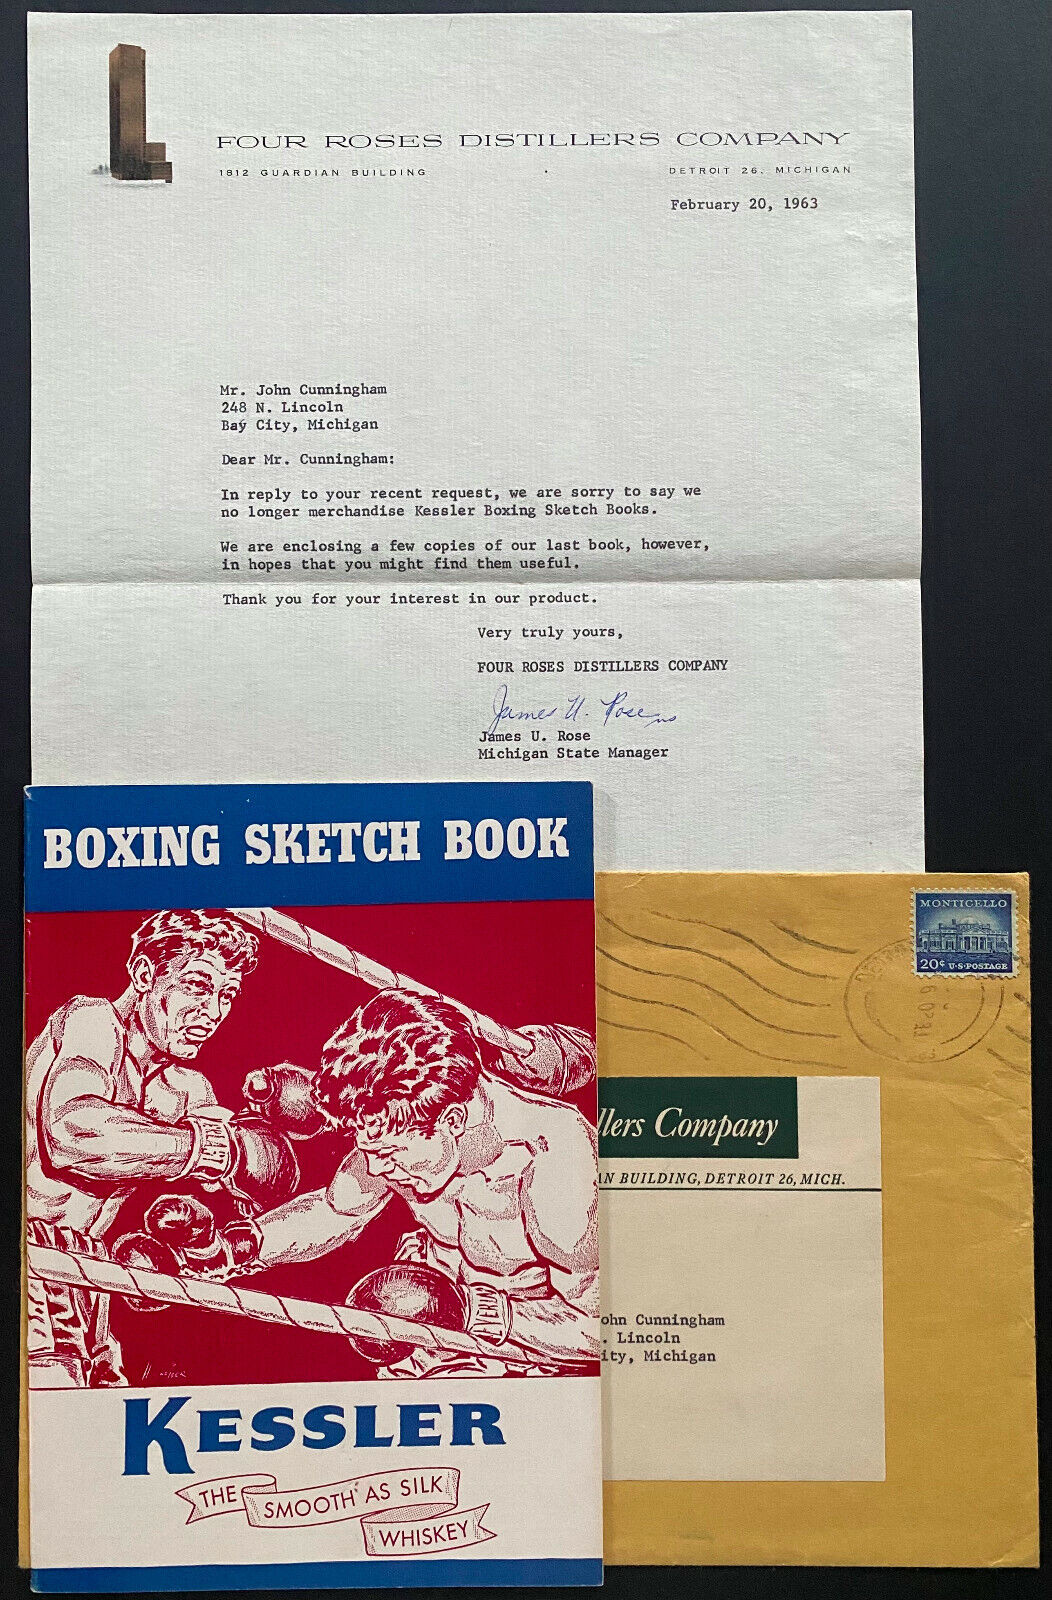 FOUR ROSES DISTILLERS COMPANY
1812 GUARDIAN BUILDING · DETROIT 26, MICHIGAN
February 20, 1963
Mr. John Cunningham
248 N. Lincoln
Bay City, Michigan
Dear Mr. Cunningham:
In reply to your recent request, we are sorry to say we
no longer merchandise Kessler Boxing Sketch Books.
We are enclosing a few copies of our last book, however,
in hopes that you might find them useful.
Thank you for your interest in our product.
Very truly yours,
FOUR ROSES DISTILLERS COMPANY
James U. Rose
James U. Rose
Michigan State Manager
BOXING SKETCH BOOK
EVERLAST
EVERLA
KESSLER
THE
SMOOTH AS SILK
WHISKEY
MONTICELLO
20¢ U·S·POSTAGE
llers Company
AN BUILDING, DETROIT 26, MICH.
ohn Cunningham
. Lincoln
ity, Michigan